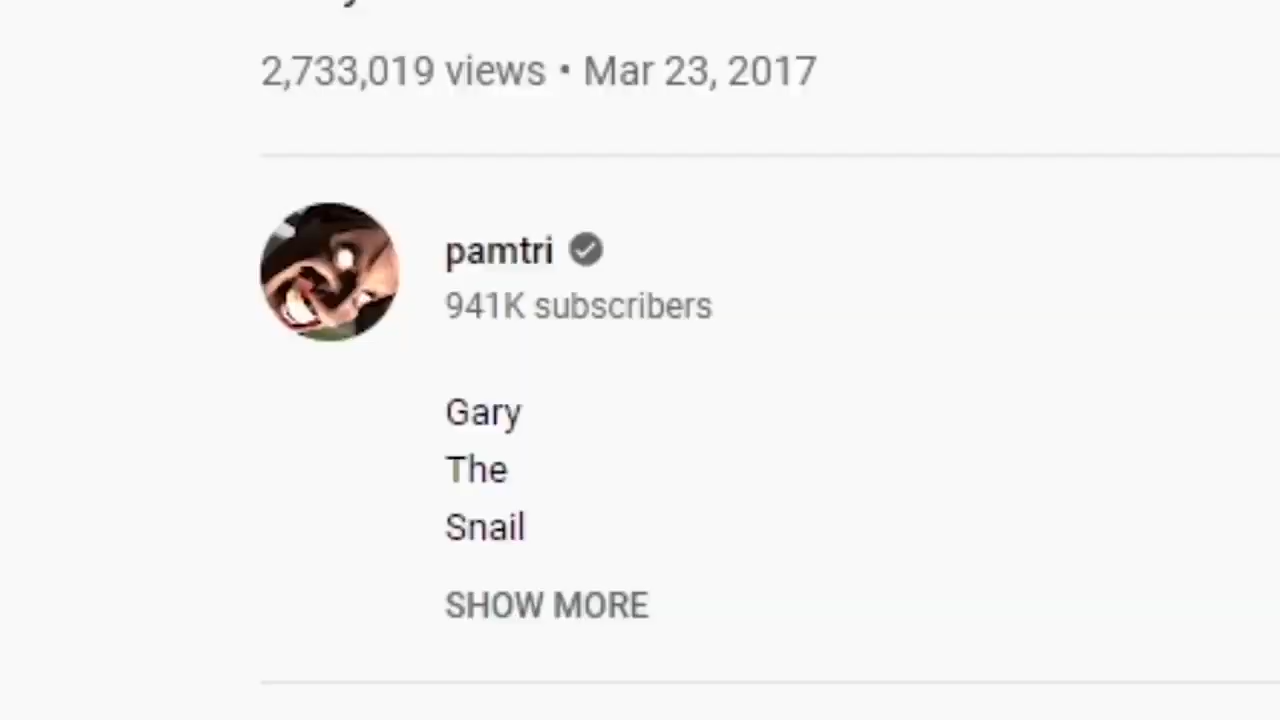 2,733,019 views • Mar 23, 2017
pamtri
941K subscribers
Gary
The
Snail
SHOW MORE